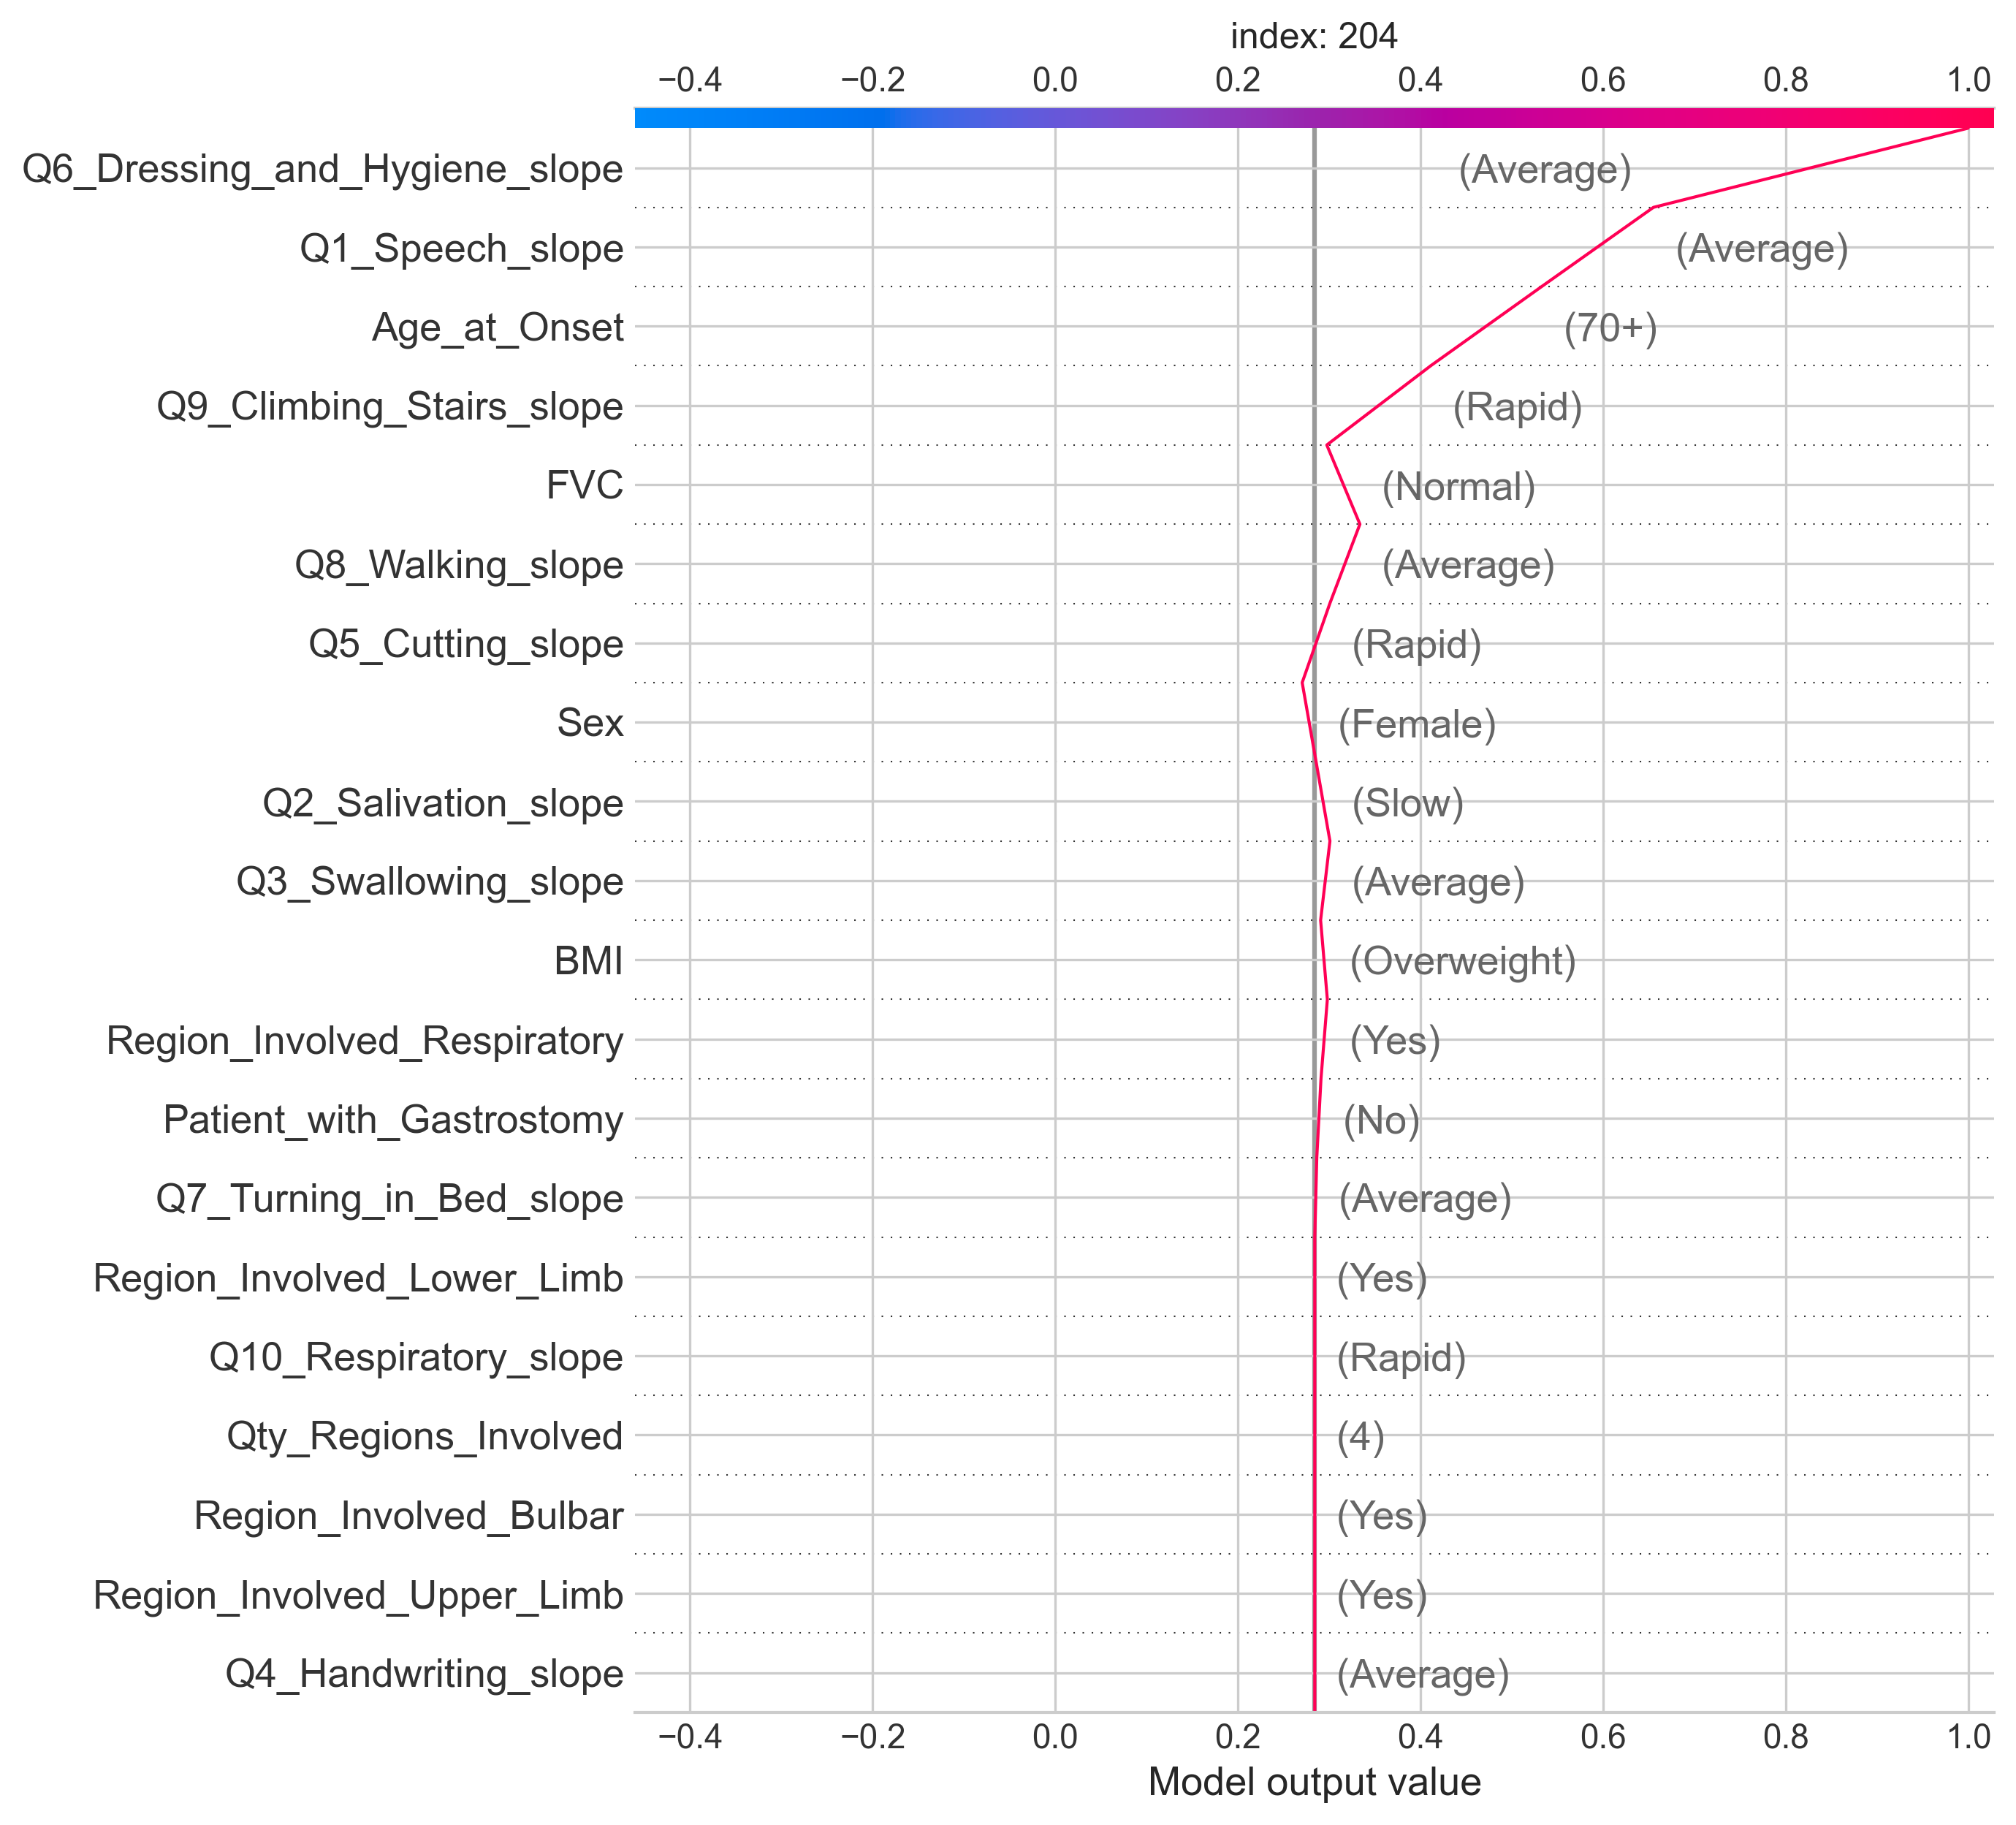 index: 204
−0.4 −0.2 0.0 0.2 0.4 0.6 0.8 1.0
Q6_Dressing_and_Hygiene_slope (Average)
Q1_Speech_slope (Average)
Age_at_Onset (70+)
Q9_Climbing_Stairs_slope (Rapid)
FVC (Normal)
Q8_Walking_slope (Average)
Q5_Cutting_slope (Rapid)
Sex (Female)
Q2_Salivation_slope (Slow)
Q3_Swallowing_slope (Average)
BMI (Overweight)
Region_Involved_Respiratory (Yes)
Patient_with_Gastrostomy (No)
Q7_Turning_in_Bed_slope (Average)
Region_Involved_Lower_Limb (Yes)
Q10_Respiratory_slope (Rapid)
Qty_Regions_Involved (4)
Region_Involved_Bulbar (Yes)
Region_Involved_Upper_Limb (Yes)
Q4_Handwriting_slope (Average)
−0.4 −0.2 0.0 0.2 0.4 0.6 0.8 1.0
Model output value